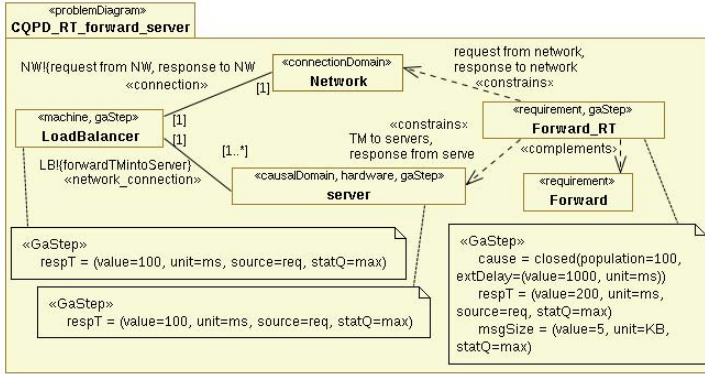 «problemDiagram»
CQPD_RT_forward_server
NW!{request from NW, response to NW
«connection»
«connectionDomain»
Network
[1]
request from network,
response to network
«constrains»
«machine, gaStep»
LoadBalancer
[1]
[1]
«requirement, gaStep»
Forward_RT
«constrains»
TM to servers,
response from serve
«complements»
LB!{forwardTMintoServer}
«network_connection»
[1..*]
«causalDomain, hardware, gaStep»
server
«requirement»
Forward
«GaStep»
respT = (value=100, unit=ms, source=req, statQ=max)
«GaStep»
respT = (value=100, unit=ms, source=req, statQ=max)
«GaStep»
cause = closed(population=100,
extDelay=(value=1000, unit=ms))
respT = (value=200, unit=ms,
source=req, statQ=max)
msgSize = (value=5, unit=KB,
statQ=max)